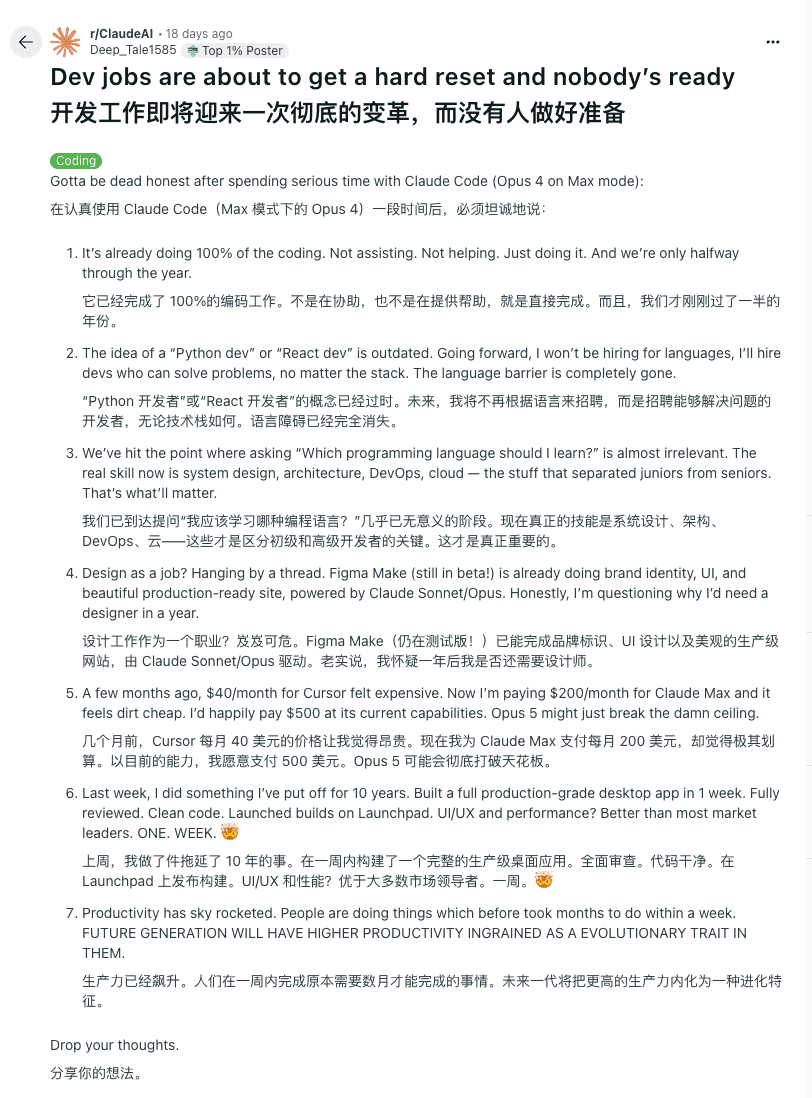 r/ClaudeAI • 18 days ago
Deep_Tale1585 Top 1% Poster
Dev jobs are about to get a hard reset and nobody’s ready
开发工作即将迎来一次彻底的变革，而没有人做好准备
Coding
Gotta be dead honest after spending serious time with Claude Code (Opus 4 on Max mode):
在认真使用 Claude Code（Max 模式下的 Opus 4）一段时间后，必须坦诚地说：
1. It’s already doing 100% of the coding. Not assisting. Not helping. Just doing it. And we’re only halfway
through the year.
它已经完成了 100%的编码工作。不是在协助，也不是在提供帮助，就是直接完成。而且，我们才刚刚过了一半的
年份。
2. The idea of a “Python dev” or “React dev” is outdated. Going forward, I won’t be hiring for languages, I’ll hire
devs who can solve problems, no matter the stack. The language barrier is completely gone.
“Python 开发者”或“React 开发者”的概念已经过时。未来，我将不再根据语言来招聘，而是招聘能够解决问题的
开发者，无论技术栈如何。语言障碍已经完全消失。
3. We’ve hit the point where asking “Which programming language should I learn?” is almost irrelevant. The
real skill now is system design, architecture, DevOps, cloud — the stuff that separated juniors from seniors.
That’s what’ll matter.
我们已到达提问“我应该学习哪种编程语言？”几乎已无意义的阶段。现在真正的技能是系统设计、架构、
DevOps、云——这些才是区分初级和高级开发者的关键。这才是真正重要的。
4. Design as a job? Hanging by a thread. Figma Make (still in beta!) is already doing brand identity, UI, and
beautiful production-ready site, powered by Claude Sonnet/Opus. Honestly, I’m questioning why I’d need a
designer in a year.
设计工作作为一个职业？岌岌可危。Figma Make（仍在测试版！）已能完成品牌标识、UI 设计以及美观的生产级
网站，由 Claude Sonnet/Opus 驱动。老实说，我怀疑一年后我是否还需要设计师。
5. A few months ago, $40/month for Cursor felt expensive. Now I’m paying $200/month for Claude Max and it
feels dirt cheap. I’d happily pay $500 at its current capabilities. Opus 5 might just break the damn ceiling.
几个月前，Cursor 每月 40 美元的价格让我觉得昂贵。现在我为 Claude Max 支付每月 200 美元，却觉得极其划
算。以目前的能力，我愿意支付 500 美元。Opus 5 可能会彻底打破天花板。
6. Last week, I did something I’ve put off for 10 years. Built a full production-grade desktop app in 1 week. Fully
reviewed. Clean code. Launched builds on Launchpad. UI/UX and performance? Better than most market
leaders. ONE. WEEK. 🤯
上周，我做了件拖延了 10 年的事。在一周内构建了一个完整的生产级桌面应用。全面审查。代码干净。在
Launchpad 上发布构建。UI/UX 和性能？优于大多数市场领导者。一周。🤯
7. Productivity has sky rocketed. People are doing things which before took months to do within a week.
FUTURE GENERATION WILL HAVE HIGHER PRODUCTIVITY INGRAINED AS A EVOLUTIONARY TRAIT IN
THEM.
生产力已经飙升。人们在一周内完成原本需要数月才能完成的事情。未来一代将把更高的生产力内化为一种进化特
征。
Drop your thoughts.
分享你的想法。